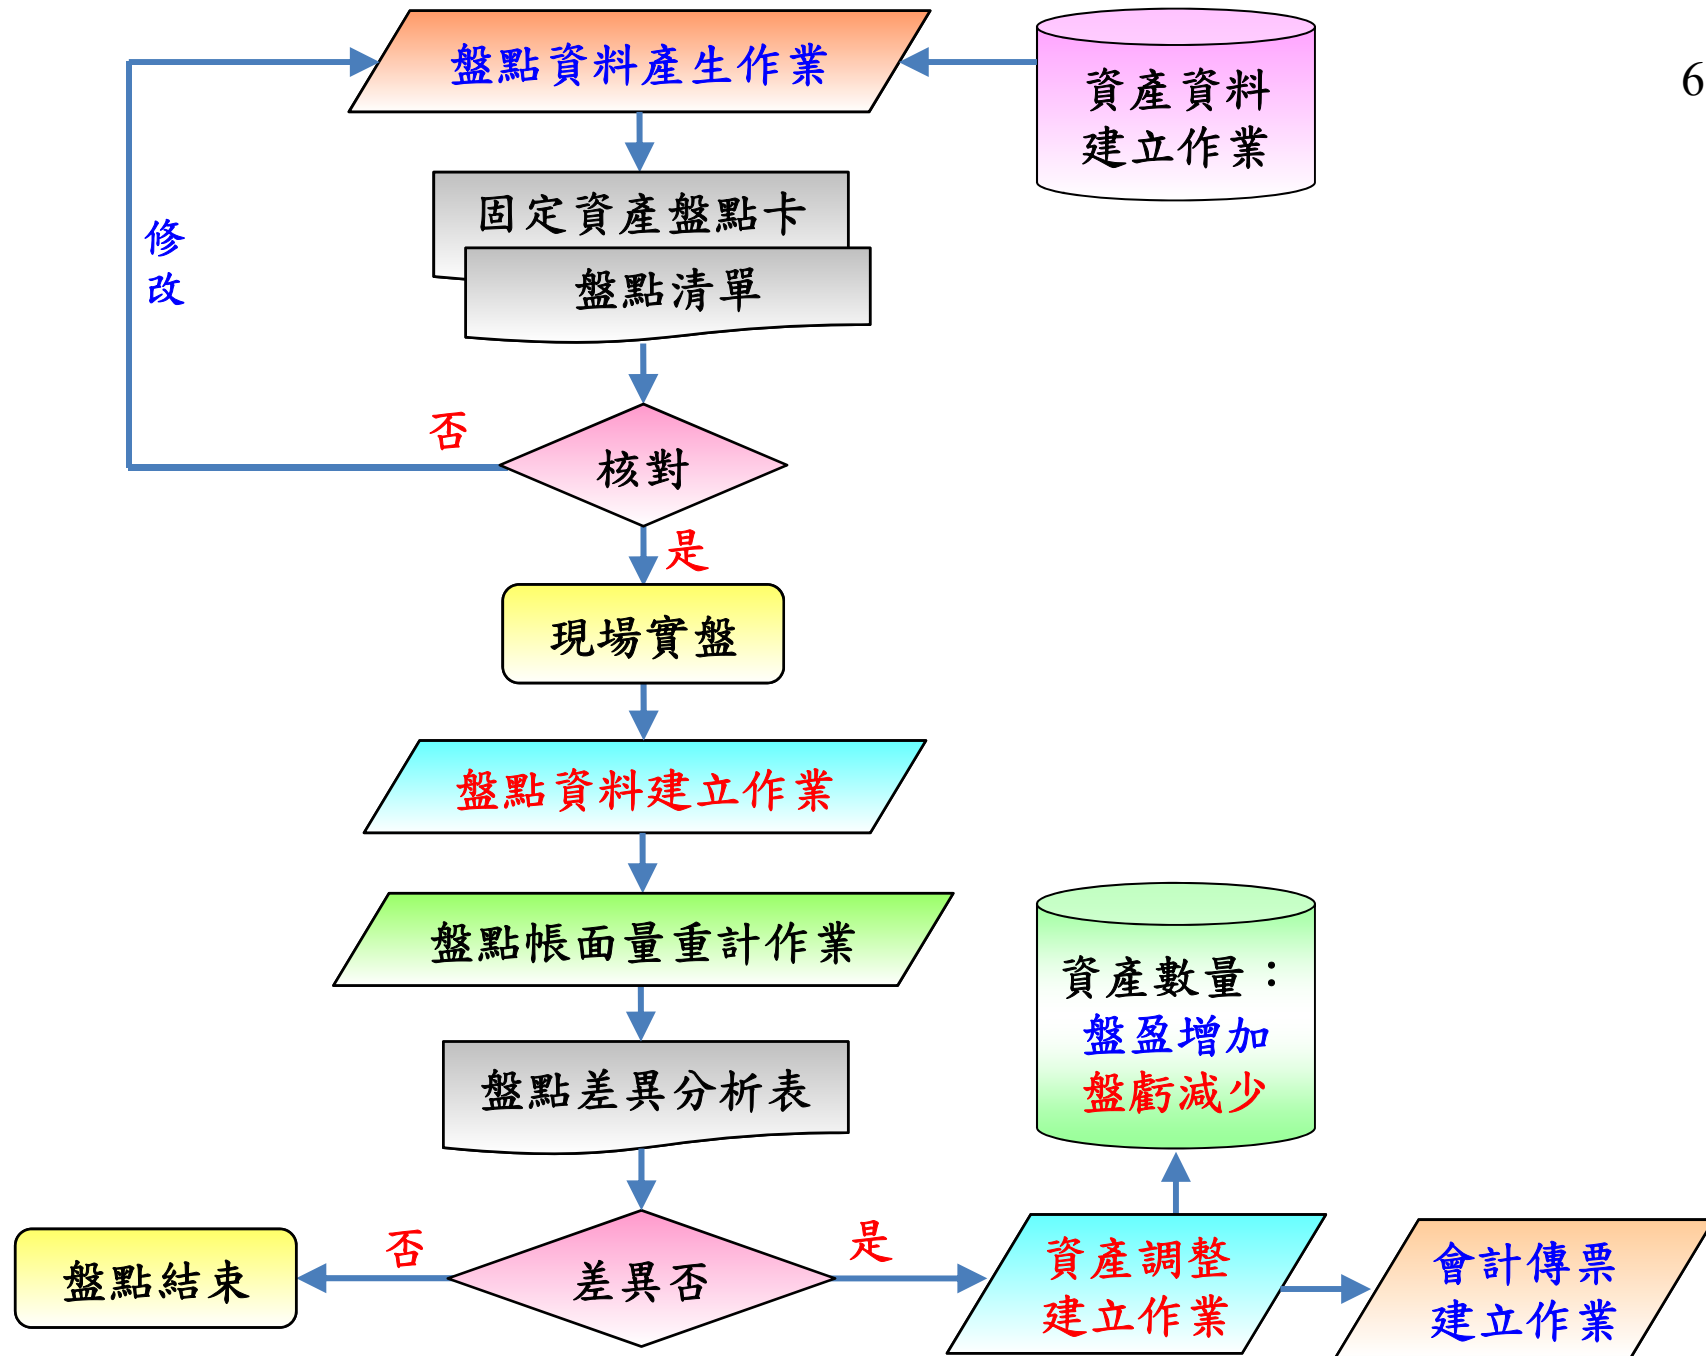 盤點資料產生作業
資產資料
建立作業
6
固定資產盤點卡
盤點清單
修
改
否
核對
是
現場實盤
盤點資料建立作業
盤點帳面量重計作業
資產數量：
盤盈增加
盤虧減少
盤點差異分析表
盤點結束
否
差異否
是
資產調整
建立作業
會計傳票
建立作業